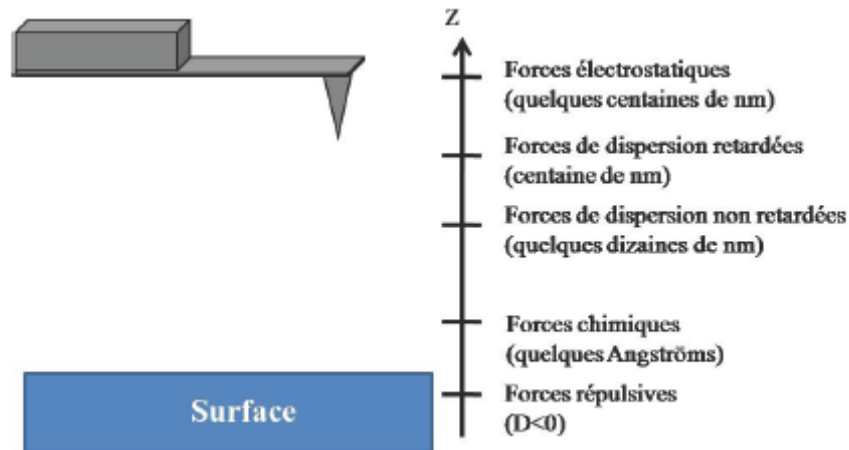 Z
Forces électrostatiques
(quelques centaines de nm)
Forces de dispersion retardées
(centaine de nm)
Forces de dispersion non retardées
(quelques dizaines de nm)
Forces chimiques
(quelques Angströms)
Forces répulsives
(D<0)
Surface